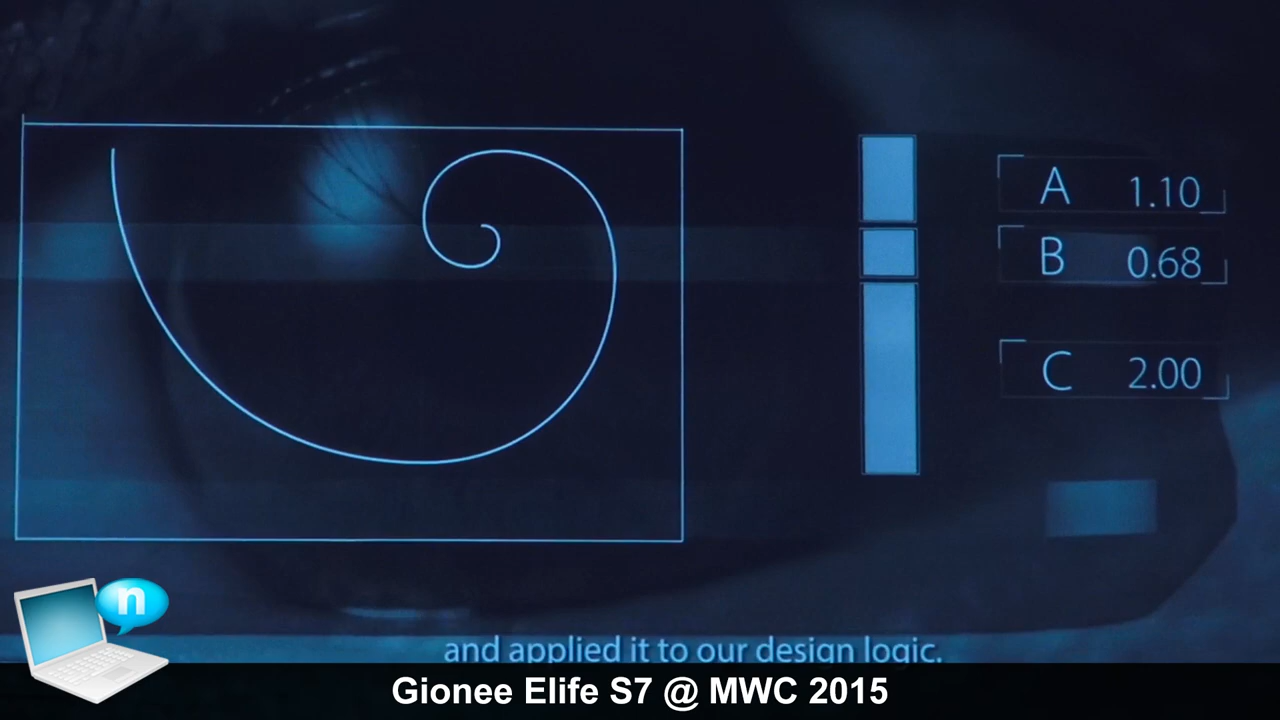 A 1.10
B 0.68
C 2.00
and applied it to our design logic.
n
Gionee Elife S7 @ MWC 2015